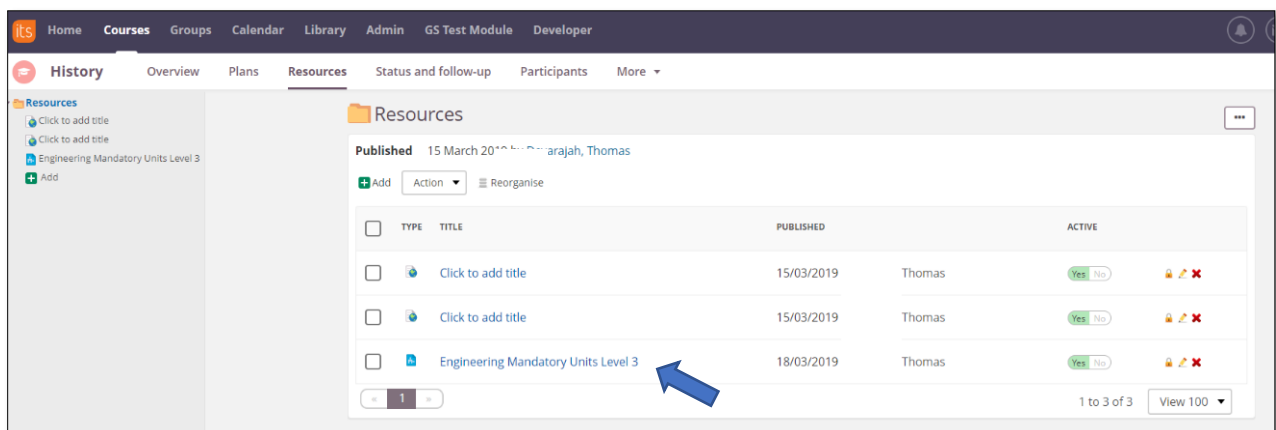 its Home Courses Groups Calendar Library Admin GS Test Module Developer
History Overview Plans Resources Status and follow-up Participants More
Resources
Click to add title
Click to add title
Engineering Mandatory Units Level 3
Add
Resources
Published 15 March by arajah, Thomas
Add Action Reorganise
TYPE TITLE PUBLISHED ACTIVE
Click to add title 15/03/2019 Thomas Yes No
Click to add title 15/03/2019 Thomas Yes No
Engineering Mandatory Units Level 3 18/03/2019 Thomas Yes No
« 1 » 1 to 3 of 3 View 100